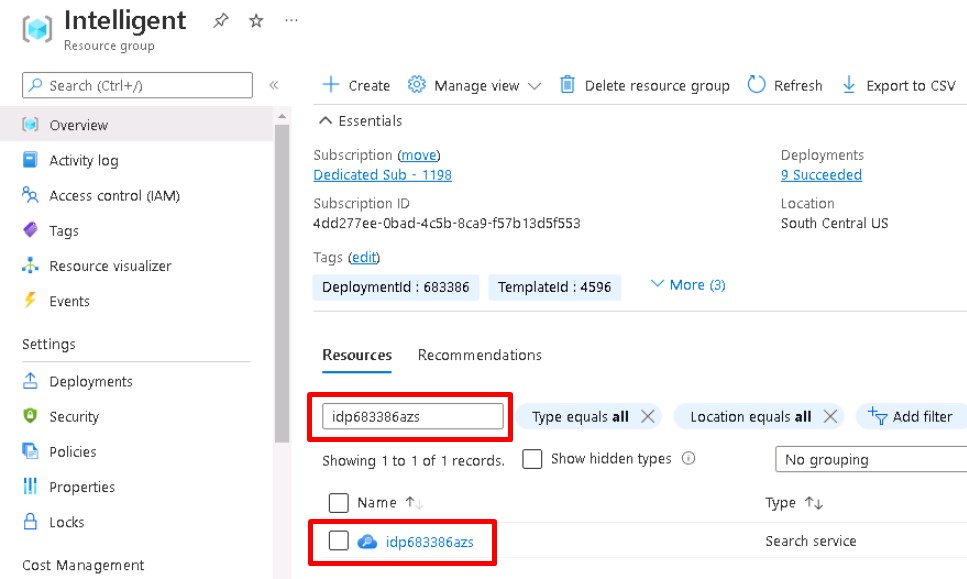 Intelligent
Resource group
Search (Ctrl+/)
«
Overview
Activity log
Access control (IAM)
Tags
Resource visualizer
Events
Settings
Deployments
Security
Policies
Properties
Locks
Cost Management
Create
Manage view
Delete resource group
Refresh
Export to CSV
Essentials
Subscription (move)
Dedicated Sub - 1198
Subscription ID
4dd277ee-0bad-4c5b-8ca9-f57b13d5f553
Deployments
9 Succeeded
Location
South Central US
Tags (edit)
DeploymentId : 683386
TemplateId : 4596
More (3)
Resources
Recommendations
idp683386azs
Type equals all
Location equals all
Add filter
Showing 1 to 1 of 1 records.
Show hidden types
No grouping
Name ↑↓
Type ↑↓
idp683386azs
Search service